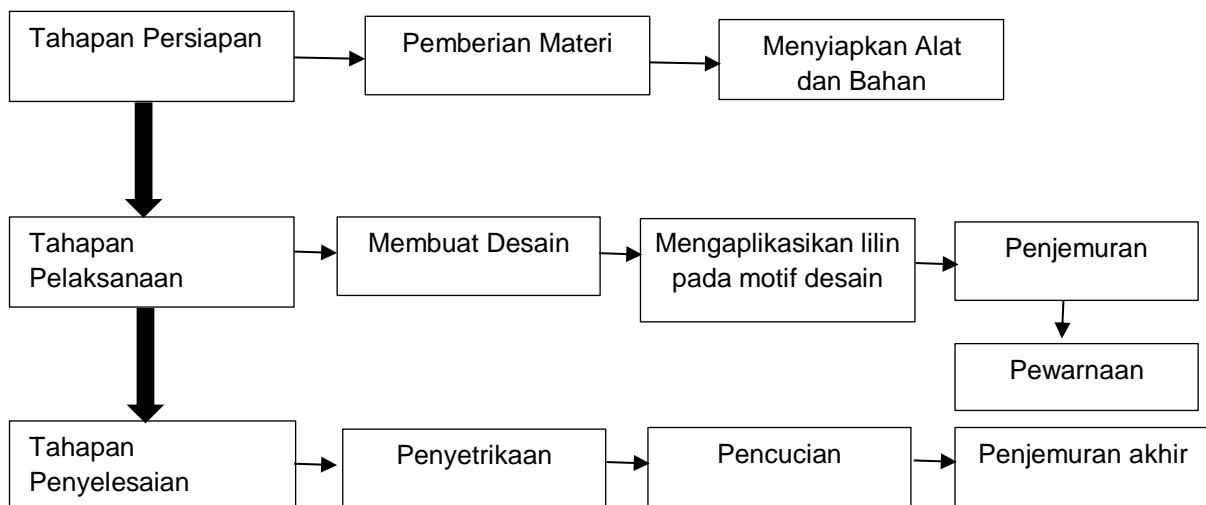 Tahapan Persiapan
Pemberian Materi
Menyiapkan Alat
dan Bahan
Tahapan
Pelaksanaan
Membuat Desain
Mengaplikasikan lilin
pada motif desain
Penjemuran
Pewarnaan
Tahapan
Penyelesaian
Penyetrikaan
Pencucian
Penjemuran akhir